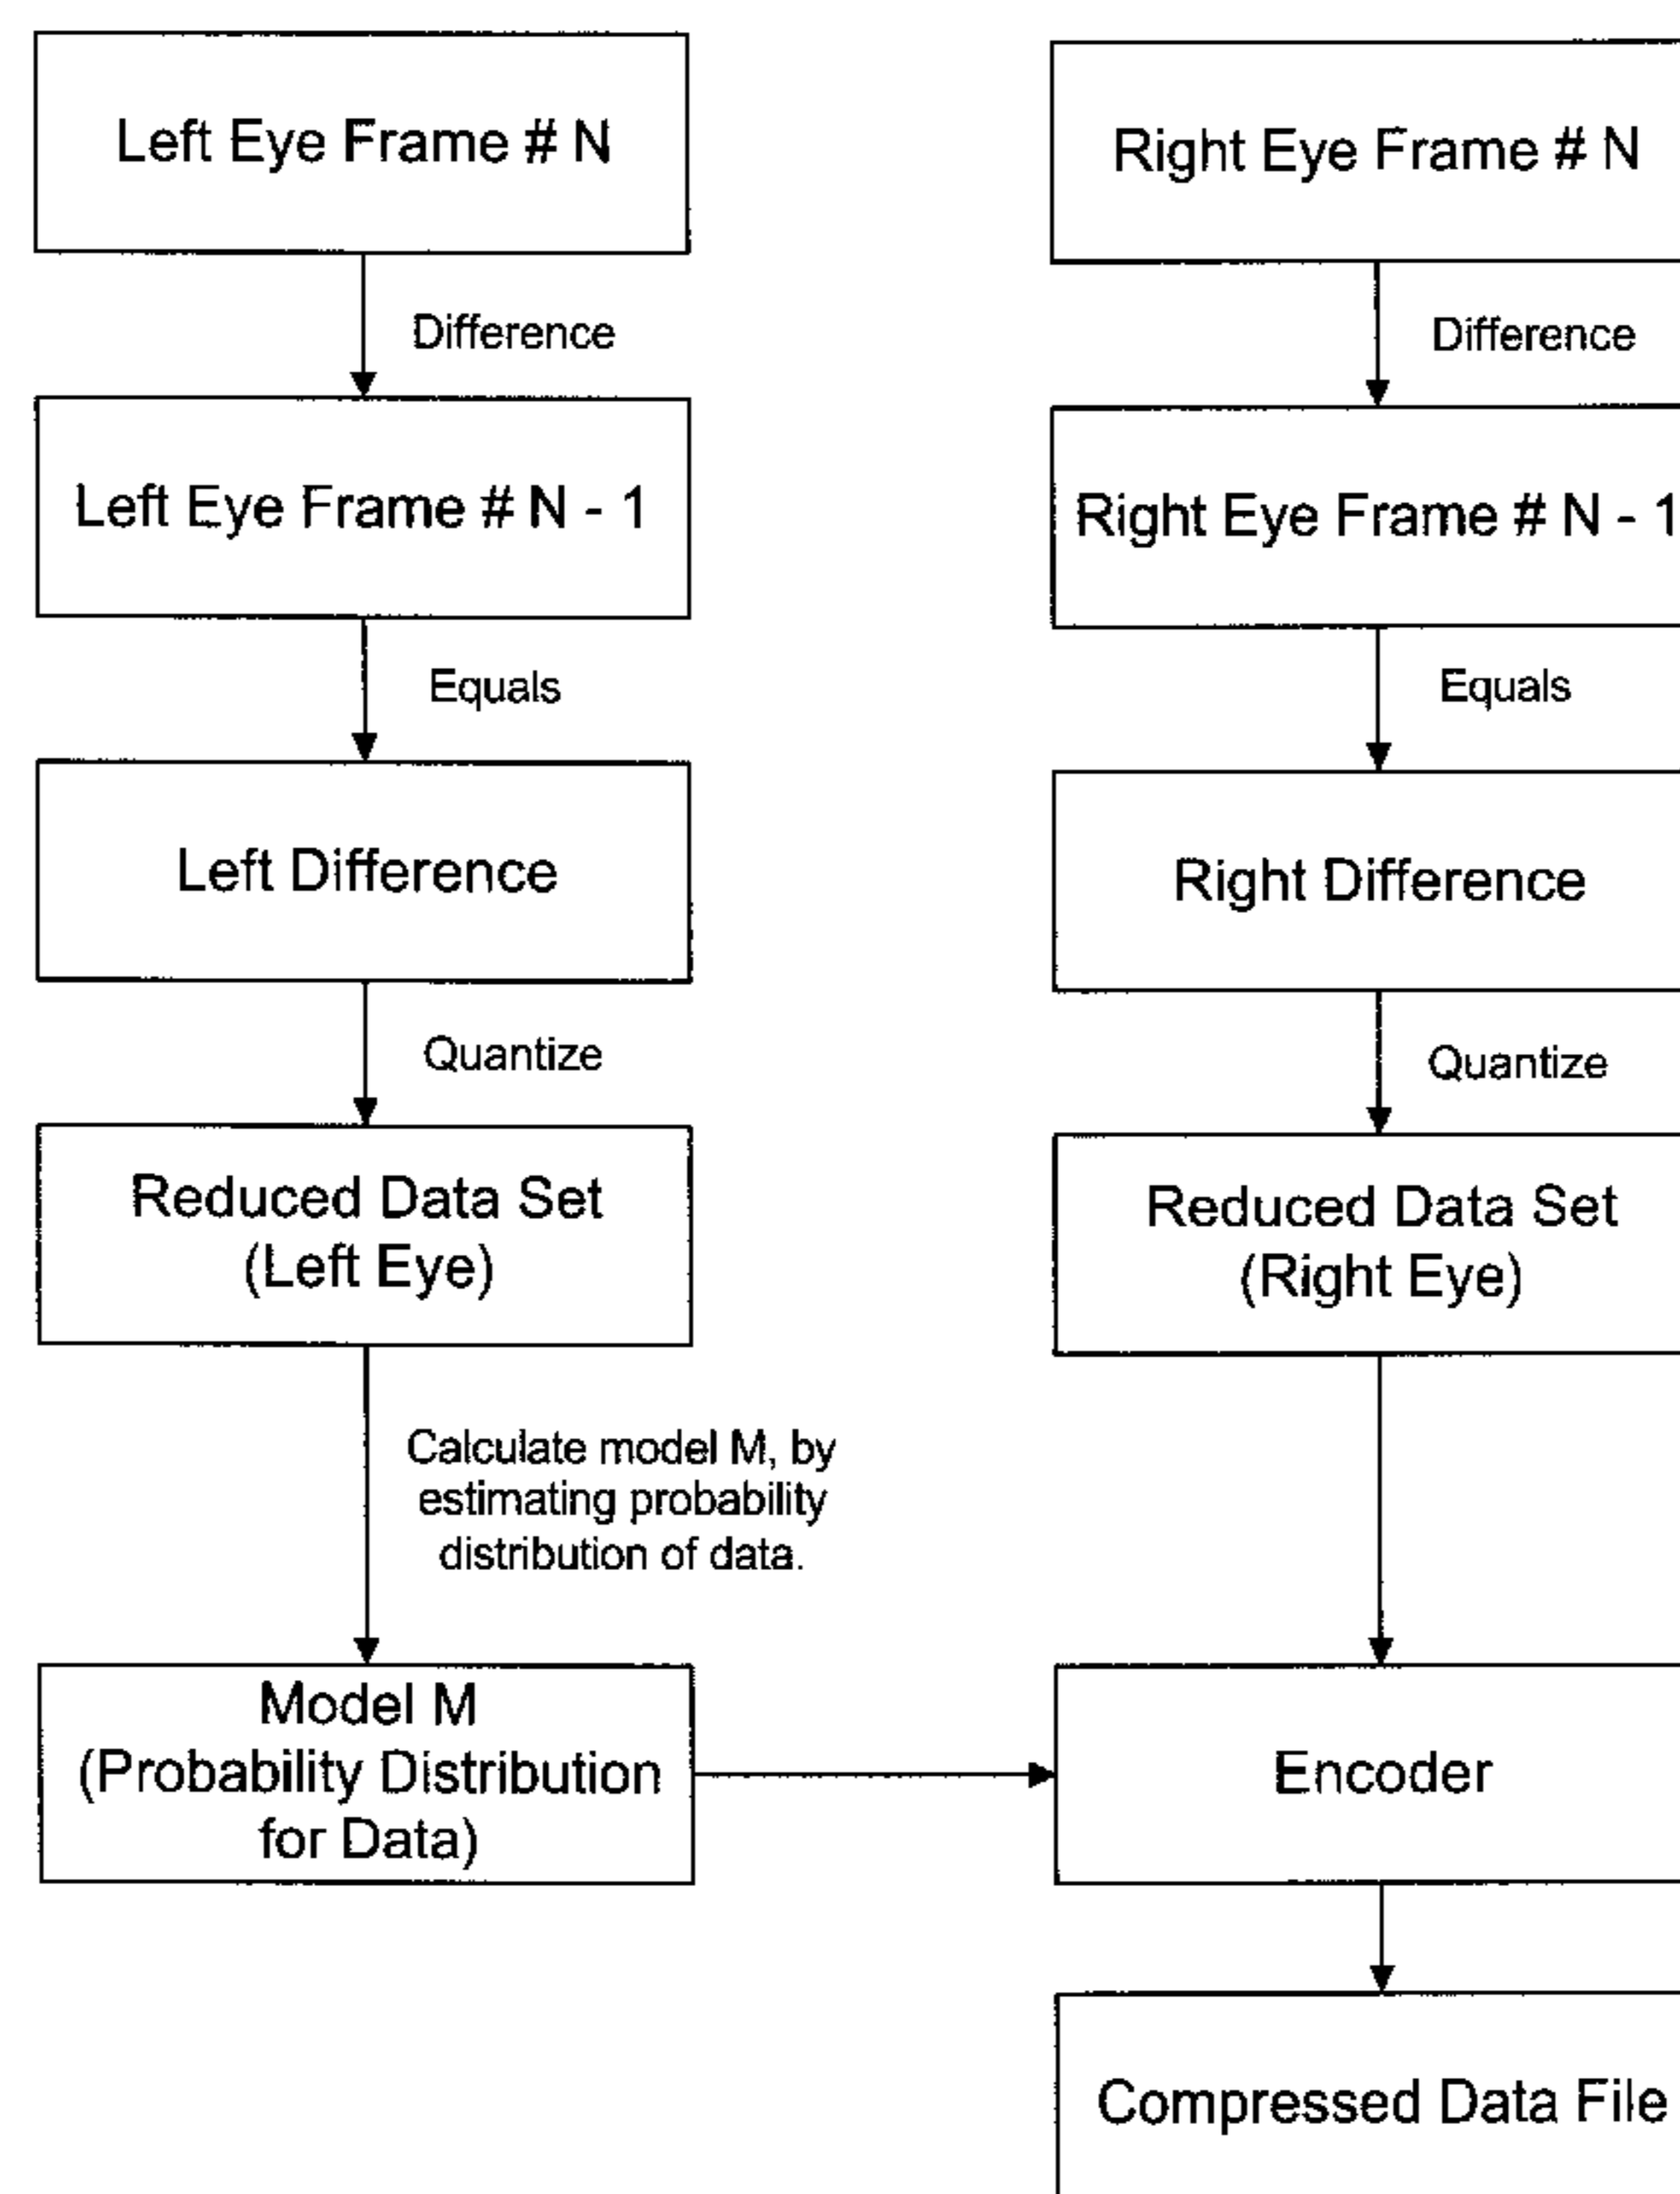 Left Eye Frame # N
Right Eye Frame # N
Difference
Difference
Left Eye Frame # N - 1
Right Eye Frame # N - 1
Equals
Equals
Left Difference
Right Difference
Quantize
Quantize
Reduced Data Set
(Left Eye)
Reduced Data Set
(Right Eye)
Calculate model M, by
estimating probability
distribution of data.
Model M
(Probability Distribution
for Data)
Encoder
Compressed Data File